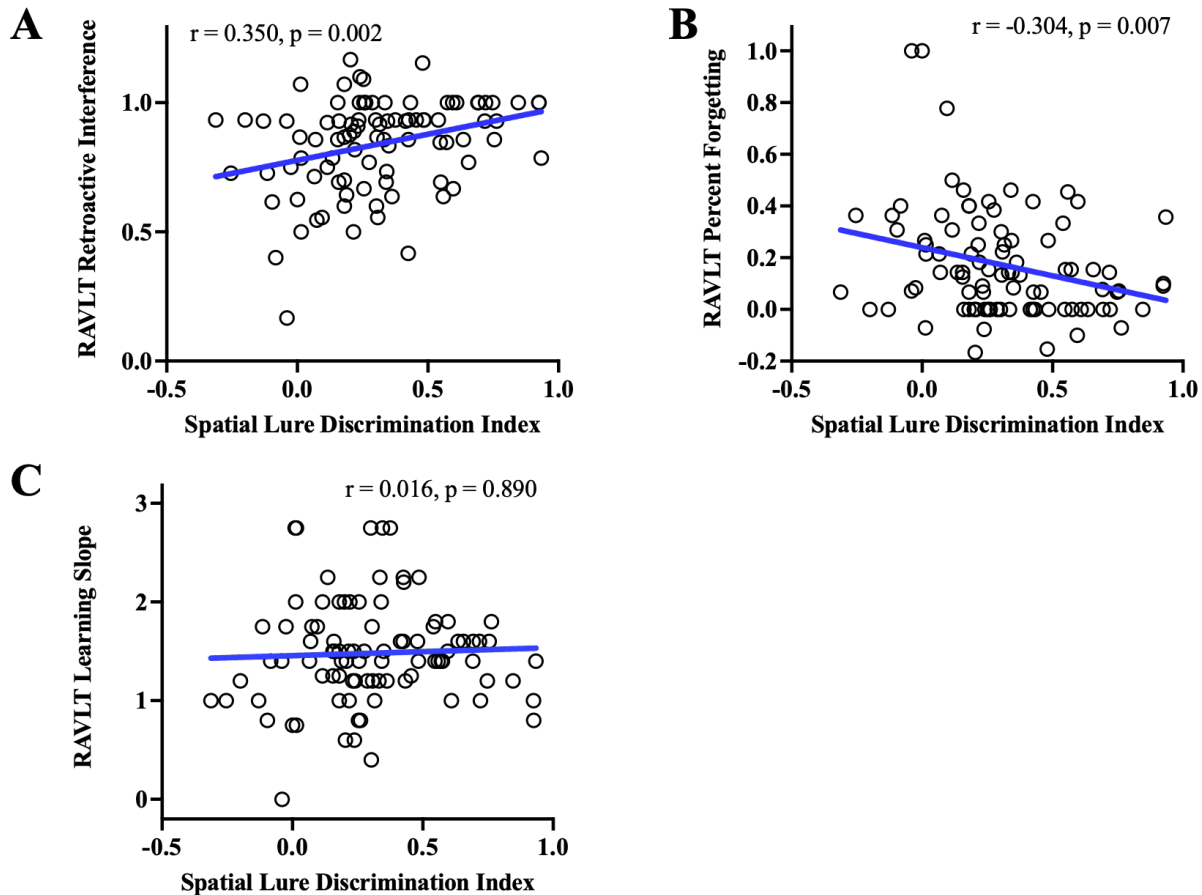 A
r = 0.350, p = 0.002
RAVLT Retroactive Interference
1.0
0.5
0.0
-0.5 0.0 0.5 1.0
Spatial Lure Discrimination Index
B
r = -0.304, p = 0.007
RAVLT Percent Forgetting
1.0
0.8
0.6
0.4
0.2
0.0
-0.2
-0.5 0.0 0.5 1.0
Spatial Lure Discrimination Index
C
r = 0.016, p = 0.890
RAVLT Learning Slope
3
2
1
0
-0.5 0.0 0.5 1.0
Spatial Lure Discrimination Index